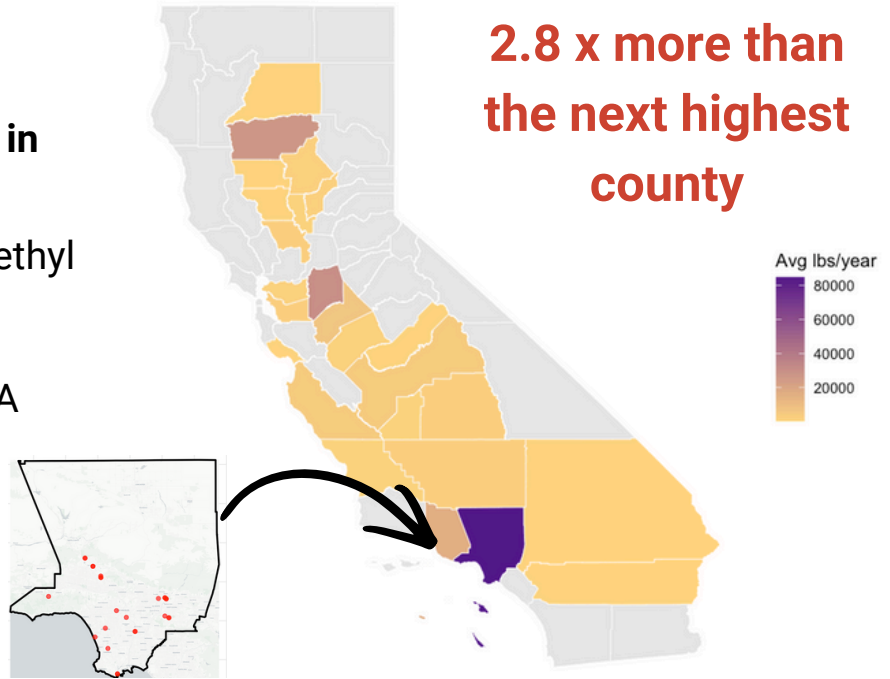 2.8 x more than
the next highest
county
in
ethyl
A
Avg lbs/year
80000
60000
40000
20000